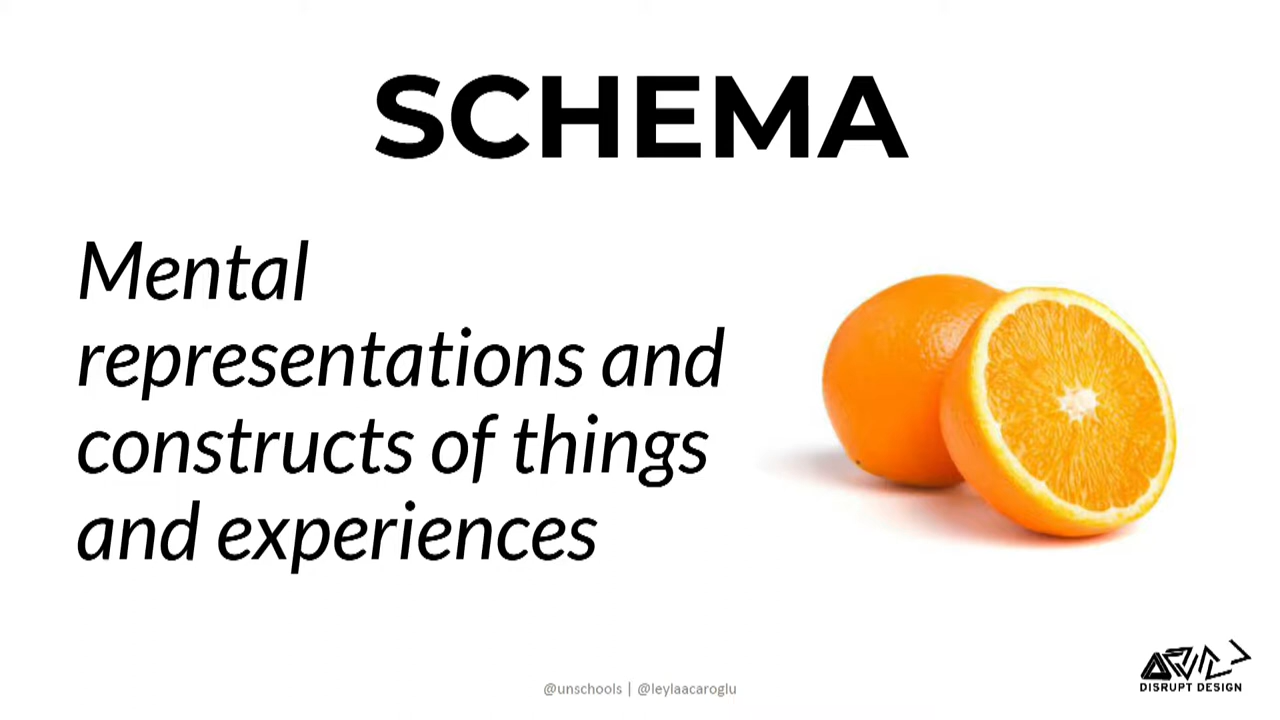 SCHEMA
Mental
representations and
constructs of things
and experiences
@unschools | @leylaacaroglu
DISRUPT DESIGN